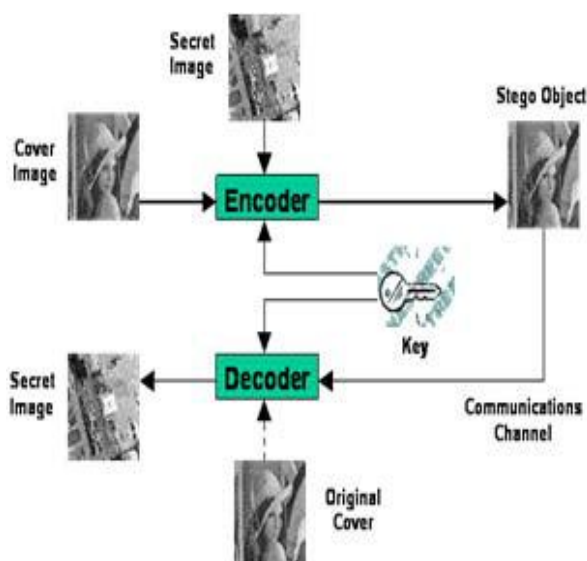 Secret
Image
Stego Object
Cover
Image
Encoder
Key
Secret
Image
Decoder
Communications
Channel
Original
Cover